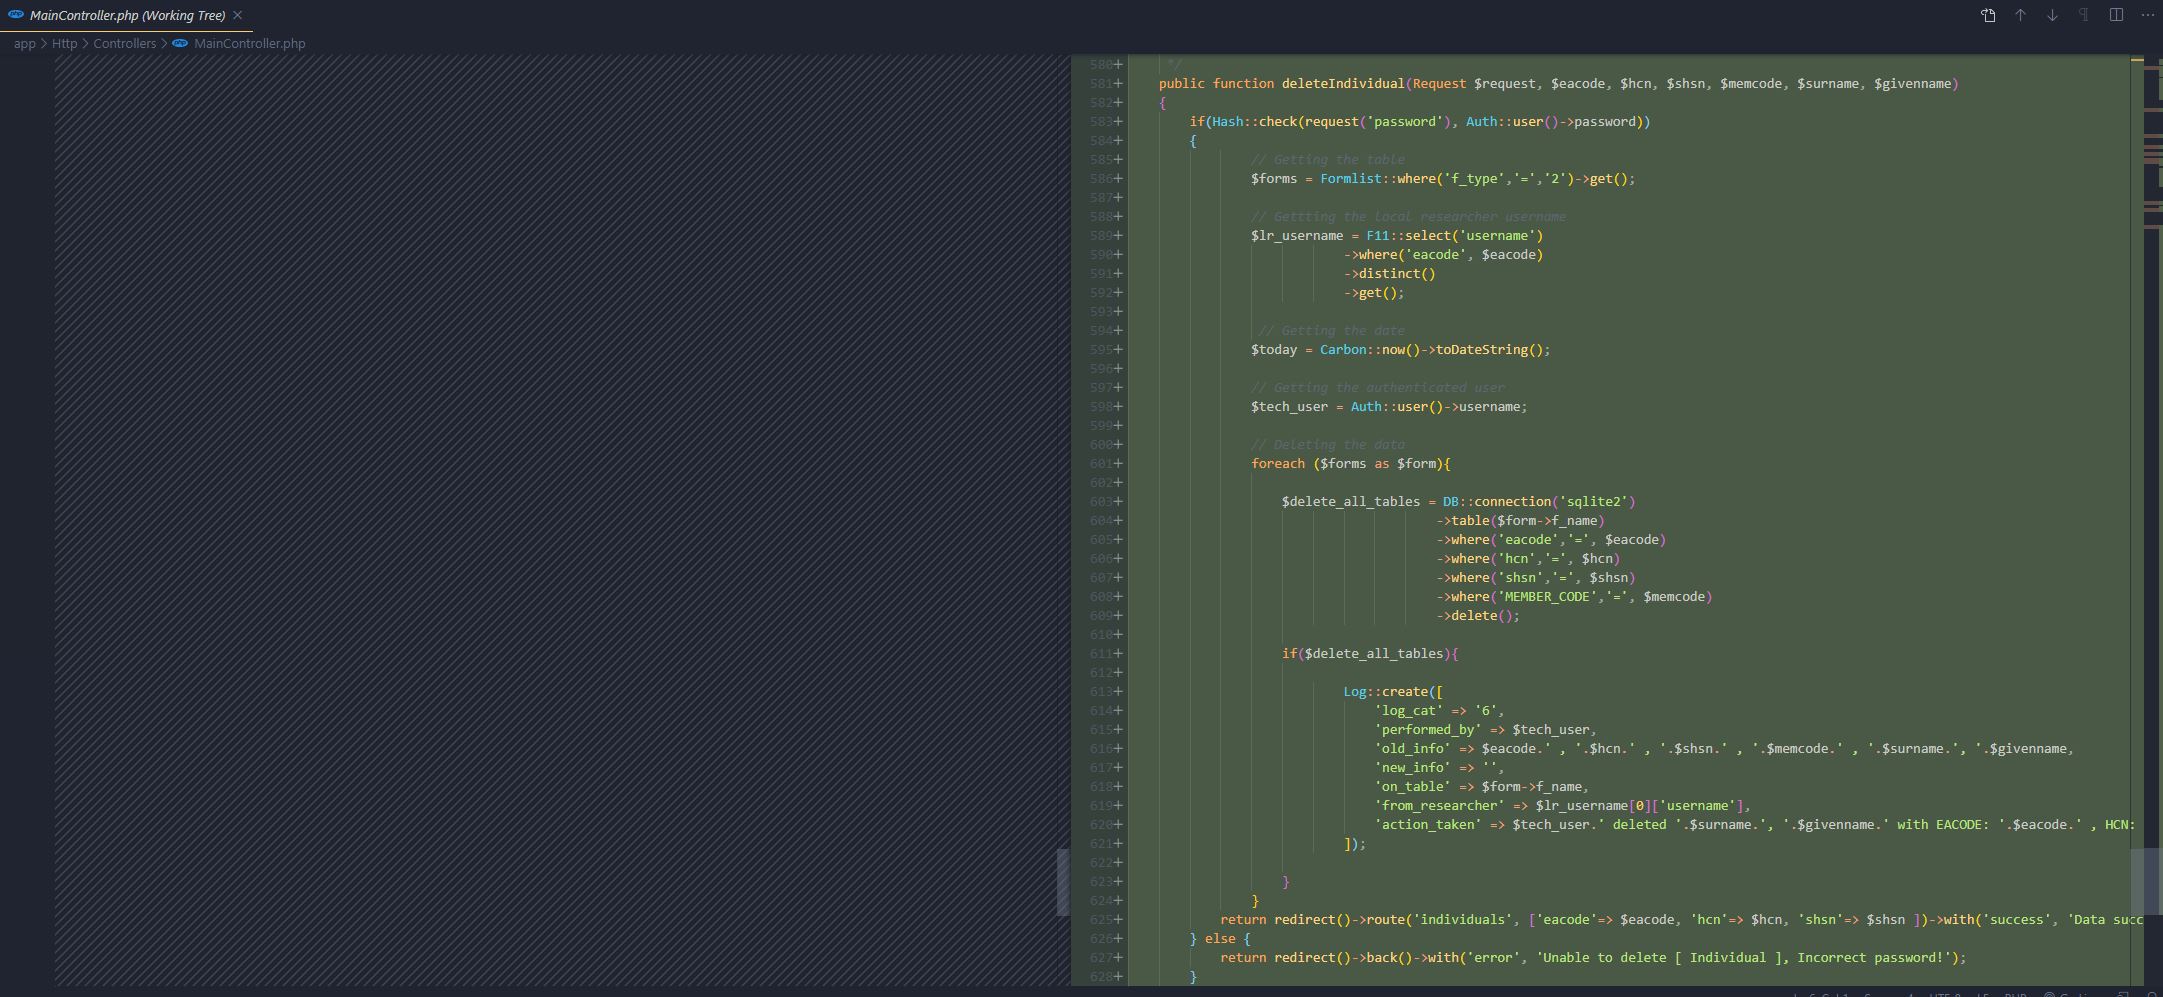 MainController.php (Working Tree)
app > Http > Controllers > MainController.php
580+ */
581+ public function deleteIndividual(Request $request, $eacode, $hcn, $shsn, $memcode, $surname, $givenname)
582+ {
583+ if(Hash::check(request('password'), Auth::user()->password))
584+ {
585+ // Getting the table
586+ $forms = Formlist::where('f_type','=','2')->get();
587+
588+ // Gettting the local researcher username
589+ $lr_username = F11::select('username')
590+ ->where('eacode', $eacode)
591+ ->distinct()
592+ ->get();
593+
594+ // Getting the date
595+ $today = Carbon::now()->toDateString();
596+
597+ // Getting the authenticated user
598+ $tech_user = Auth::user()->username;
599+
600+ // Deleting the data
601+ foreach ($forms as $form){
602+
603+ $delete_all_tables = DB::connection('sqlite2')
604+ ->table($form->f_name)
605+ ->where('eacode','=', $eacode)
606+ ->where('hcn','=', $hcn)
607+ ->where('shsn','=', $shsn)
608+ ->where('MEMBER_CODE','=', $memcode)
609+ ->delete();
610+
611+ if($delete_all_tables){
612+
613+ Log::create([
614+ 'log_cat' => '6',
615+ 'performed_by' => $tech_user,
616+ 'old_info' => $eacode.' , '.$hcn.' , '.$shsn.' , '.$memcode.' , '.$surname.', '.$givenname,
617+ 'new_info' => '',
618+ 'on_table' => $form->f_name,
619+ 'from_researcher' => $lr_username[0]['username'],
620+ 'action_taken' => $tech_user.' deleted '.$surname.', '.$givenname.' with EACODE: '.$eacode.' , HCN:
621+ ]);
622+
623+ }
624+ }
625+ return redirect()->route('individuals', ['eacode'=> $eacode, 'hcn'=> $hcn, 'shsn'=> $shsn ])->with('success', 'Data succ
626+ } else {
627+ return redirect()->back()->with('error', 'Unable to delete [ Individual ], Incorrect password!');
628+ }